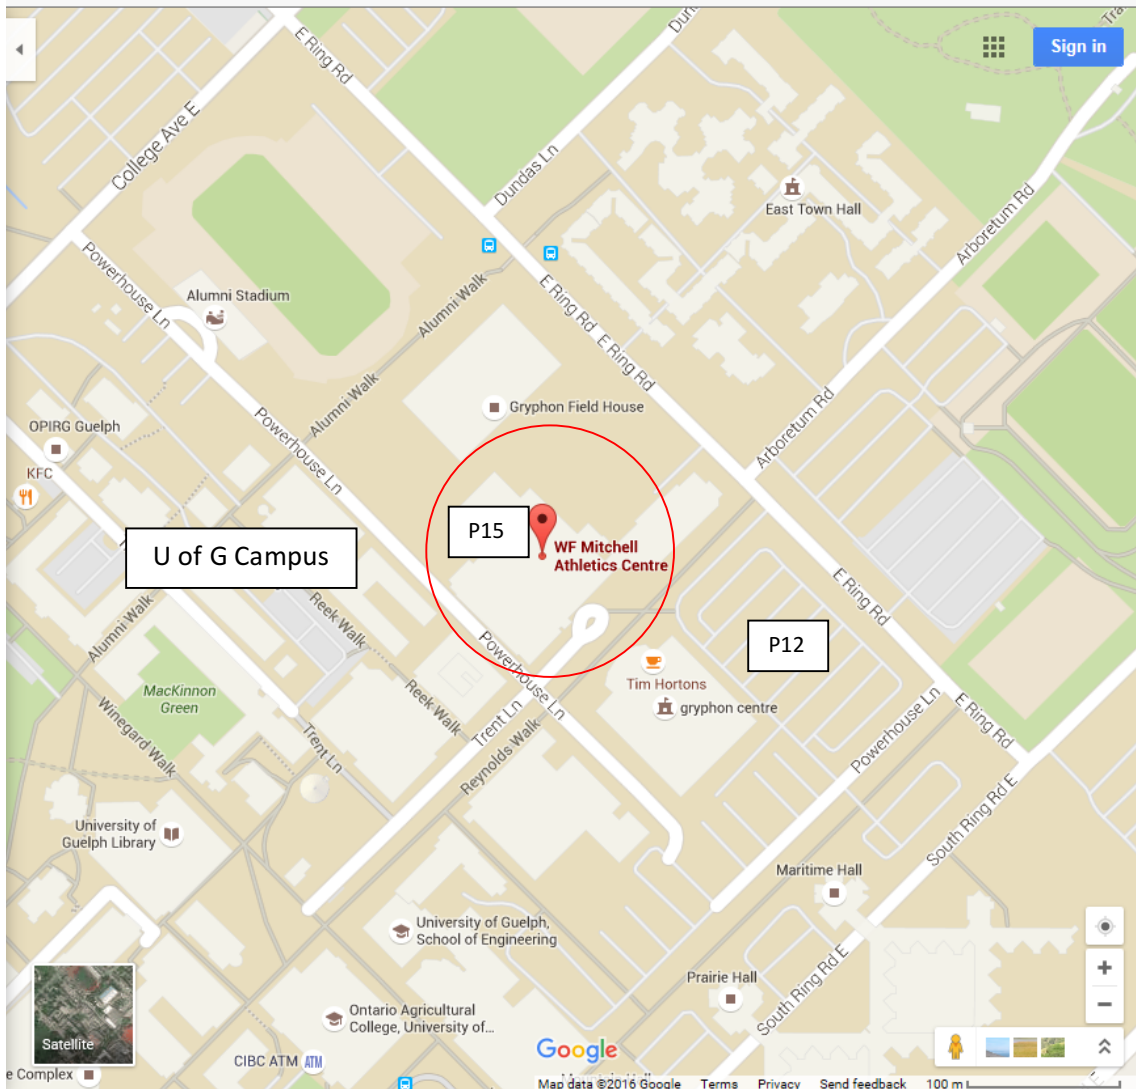 Sign in
E Ring Rd
College Ave E
Dundas Ln
East Town Hall
Arboretum Rd
Powerhouse Ln
Alumni Walk
Alumni Stadium
E Ring Rd
E Ring Rd
Alumni Walk
Gryphon Field House
Arboretum Rd
OPIRG Guelph
KFC
Powerhouse Ln
P15
WF Mitchell
Athletics Centre
U of G Campus
E Ring Rd
P12
Reek Walk
Alumni Walk
Tim Hortons
gryphon centre
Powerhouse Ln
Reek Walk
Trent Ln
MacKinnon
Green
Winegard Walk
Trent Ln
Reynolds Walk
Powerhouse Ln
E Ring Rd
South Ring Rd E
University of
Guelph Library
Maritime Hall
University of Guelph,
School of Engineering
Prairie Hall
South Ring Rd E
Ontario Agricultural
College, University of...
Satellite
CIBC ATM
ATM
Google
e Complex
Map data ©2016 Google Terms Privacy Send feedback 100 m